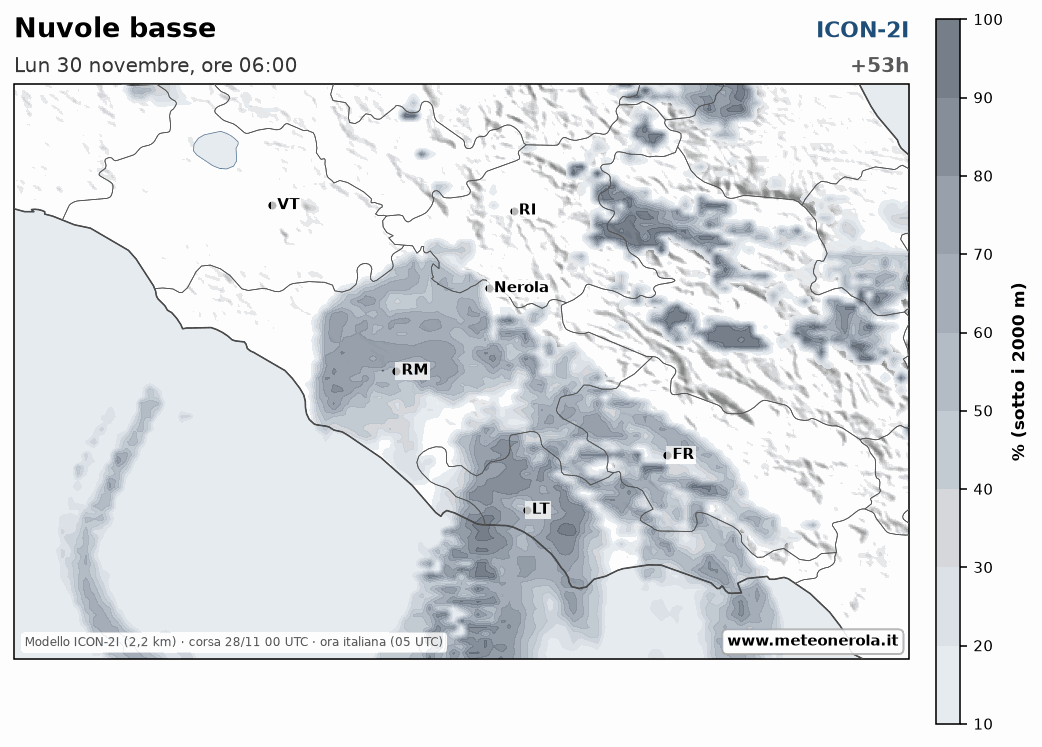 Nuvole basse
ICON-2I
Lun 30 novembre, ore 06:00
+53h
VT
RI
Nerola
RM
FR
LT
Modello ICON-2I (2,2 km) · corsa 28/11 00 UTC · ora italiana (05 UTC)
www.meteonerola.it
100
90
80
70
60
50
40
30
20
10
% (sotto i 2000 m)